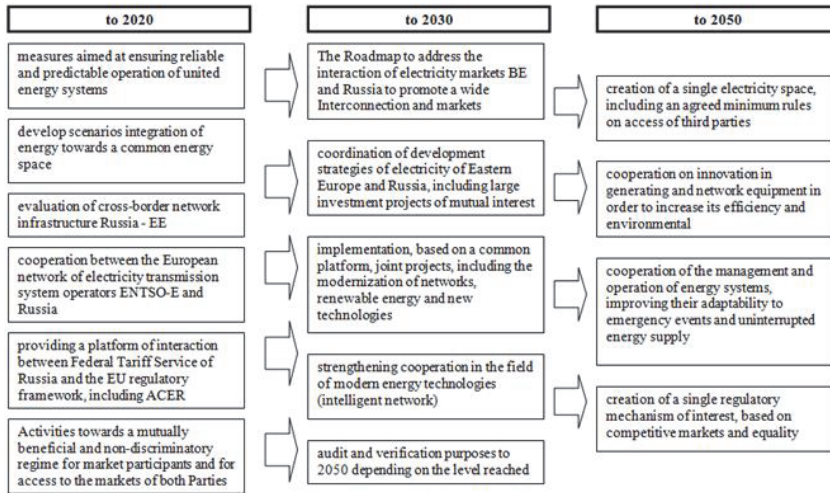 to 2020
measures aimed at ensuring reliable
and predictable operation of united
energy systems
develop scenarios integration of
energy towards a common energy
space
evaluation of cross-border network
infrastructure Russia - EE
cooperation between the European
network of electricity transmission
system operators ENTSO-E and
Russia
providing a platform of interaction
between Federal Tariff Service of
Russia and the EU regulatory
framework, including ACER
Activities towards a mutually
beneficial and non-discriminatory
regime for market participants and for
access to the markets of both Parties
to 2030
The Roadmap to address the
interaction of electricity markets BE
and Russia to promote a wide
Interconnection and markets
coordination of development
strategies of electricity of Eastern
Europe and Russia, including large
investment projects of mutual interest
implementation, based on a common
platform, joint projects, including the
modernization of networks,
renewable energy and new
technologies
strengthening cooperation in the field
of modern energy technologies
(intelligent network)
audit and verification purposes to
2050 depending on the level reached
to 2050
creation of a single electricity space,
including an agreed minimum rules
on access of third parties
cooperation on innovation in
generating and network equipment in
order to increase its efficiency and
environmental
cooperation of the management and
operation of energy systems,
improving their adaptability to
emergency events and uninterrupted
energy supply
creation of a single regulatory
mechanism of interest, based on
competitive markets and equality